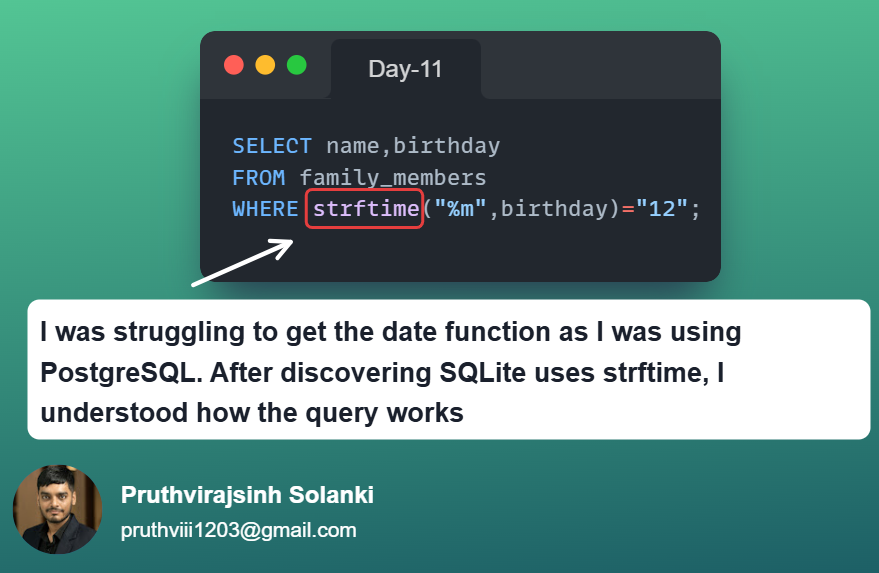 Day-11
SELECT name,birthday
FROM family_members
WHERE strftime("%m",birthday)="12";
I was struggling to get the date function as I was using
PostgreSQL. After discovering SQLite uses strftime, I
understood how the query works
Pruthvirajsinh Solanki
pruthviii1203@gmail.com